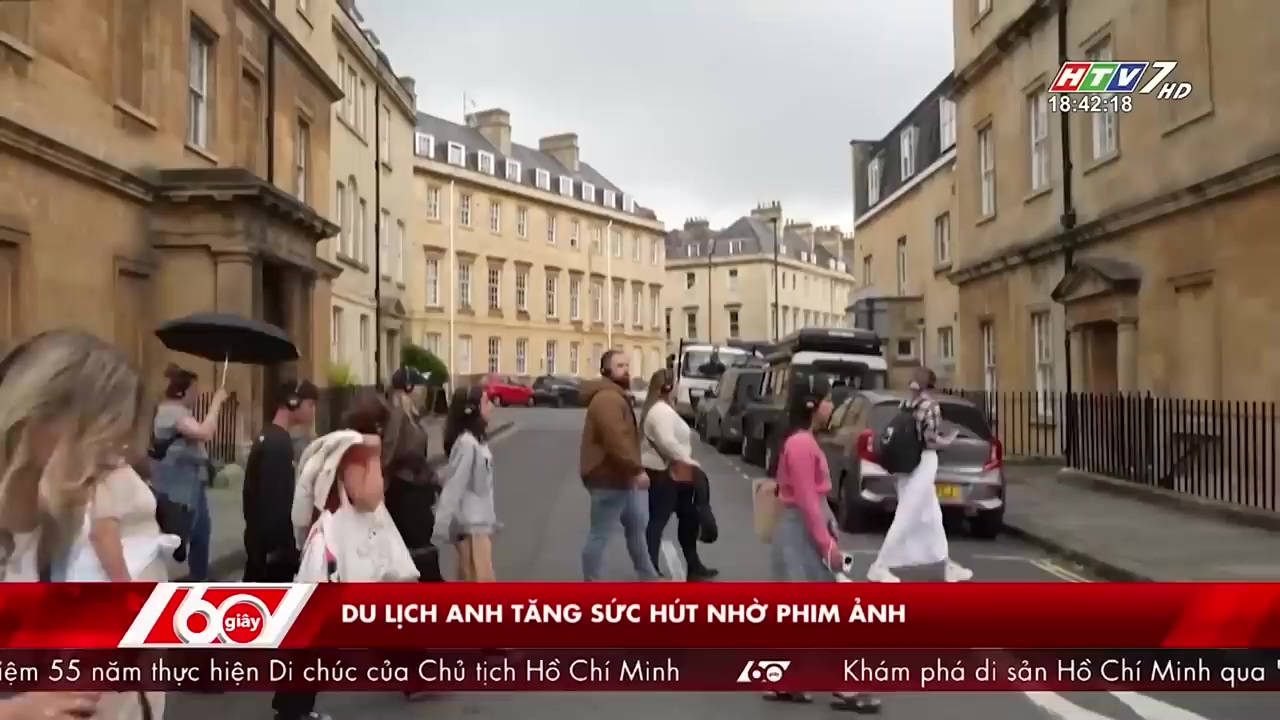 HTV7 HD
18:42:18
60 giây
DU LỊCH ANH TĂNG SỨC HÚT NHỜ PHIM ẢNH
iệm 55 năm thực hiện Di chúc của Chủ tịch Hồ Chí Minh 60 giây Khám phá di sản Hồ Chí Minh qua